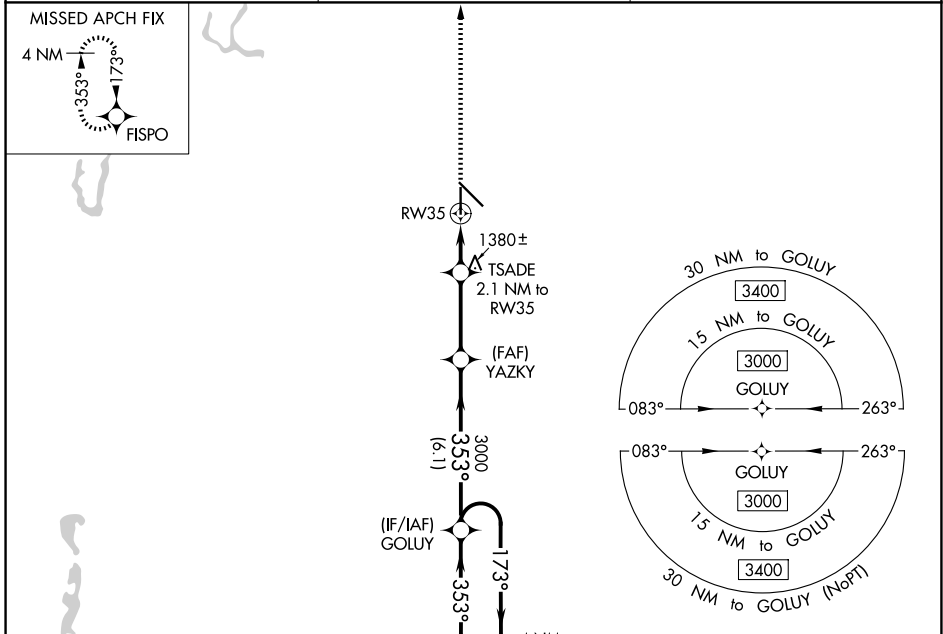 MISSED APCH FIX
4 NM
353°
173°
FISPO
RW35
1380±
TSADE
2.1 NM to
RW35
(FAF)
YAZKY
3000
353°
(6.1)
(IF/IAF)
GOLUY
173°
353°
30 NM to GOLUY
3400
15 NM to GOLUY
3000
GOLUY
083°
263°
083°
263°
GOLUY
3000
15 NM to GOLUY
3400
30 NM to GOLUY (NoPT)